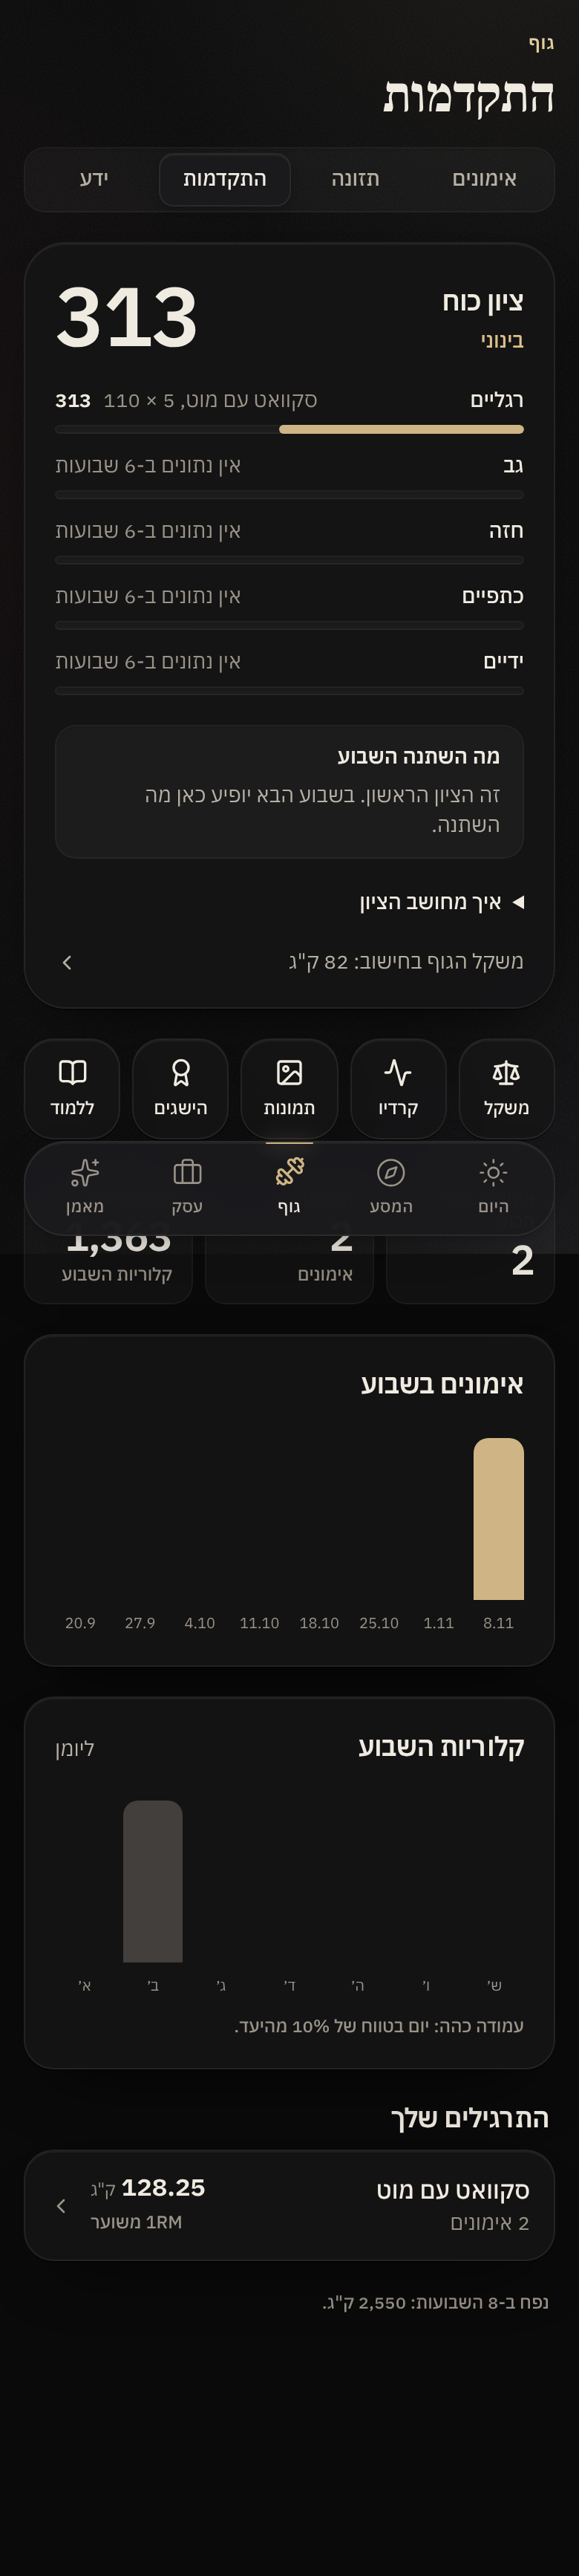 גוף
התקדמות
אימונים תזונה התקדמות ידע
ציון כוח 313
בינוני
רגליים סקוואט עם מוט, 5 × 110 313
גב אין נתונים ב-6 שבועות
חזה אין נתונים ב-6 שבועות
כתפיים אין נתונים ב-6 שבועות
ידיים אין נתונים ב-6 שבועות
מה השתנה השבוע
זה הציון הראשון. בשבוע הבא יופיע כאן מה
השתנה.
איך מחושב הציון
משקל הגוף בחישוב: 82 ק"ג
משקל קרדיו תמונות הישגים ללמוד
היום המסע גוף עסק מאמן
2 2 1,363
אימונים קלוריות השבוע
אימונים בשבוע
8.11 1.11 25.10 18.10 11.10 4.10 27.9 20.9
קלוריות השבוע ליומן
ש׳ ו׳ ה׳ ד׳ ג׳ ב׳ א׳
עמודה כהה: יום בטווח של 10% מהיעד.
התרגילים שלך
סקוואט עם מוט 128.25 ק"ג
2 אימונים 1RM משוער
נפח ב-8 השבועות: 2,550 ק"ג.